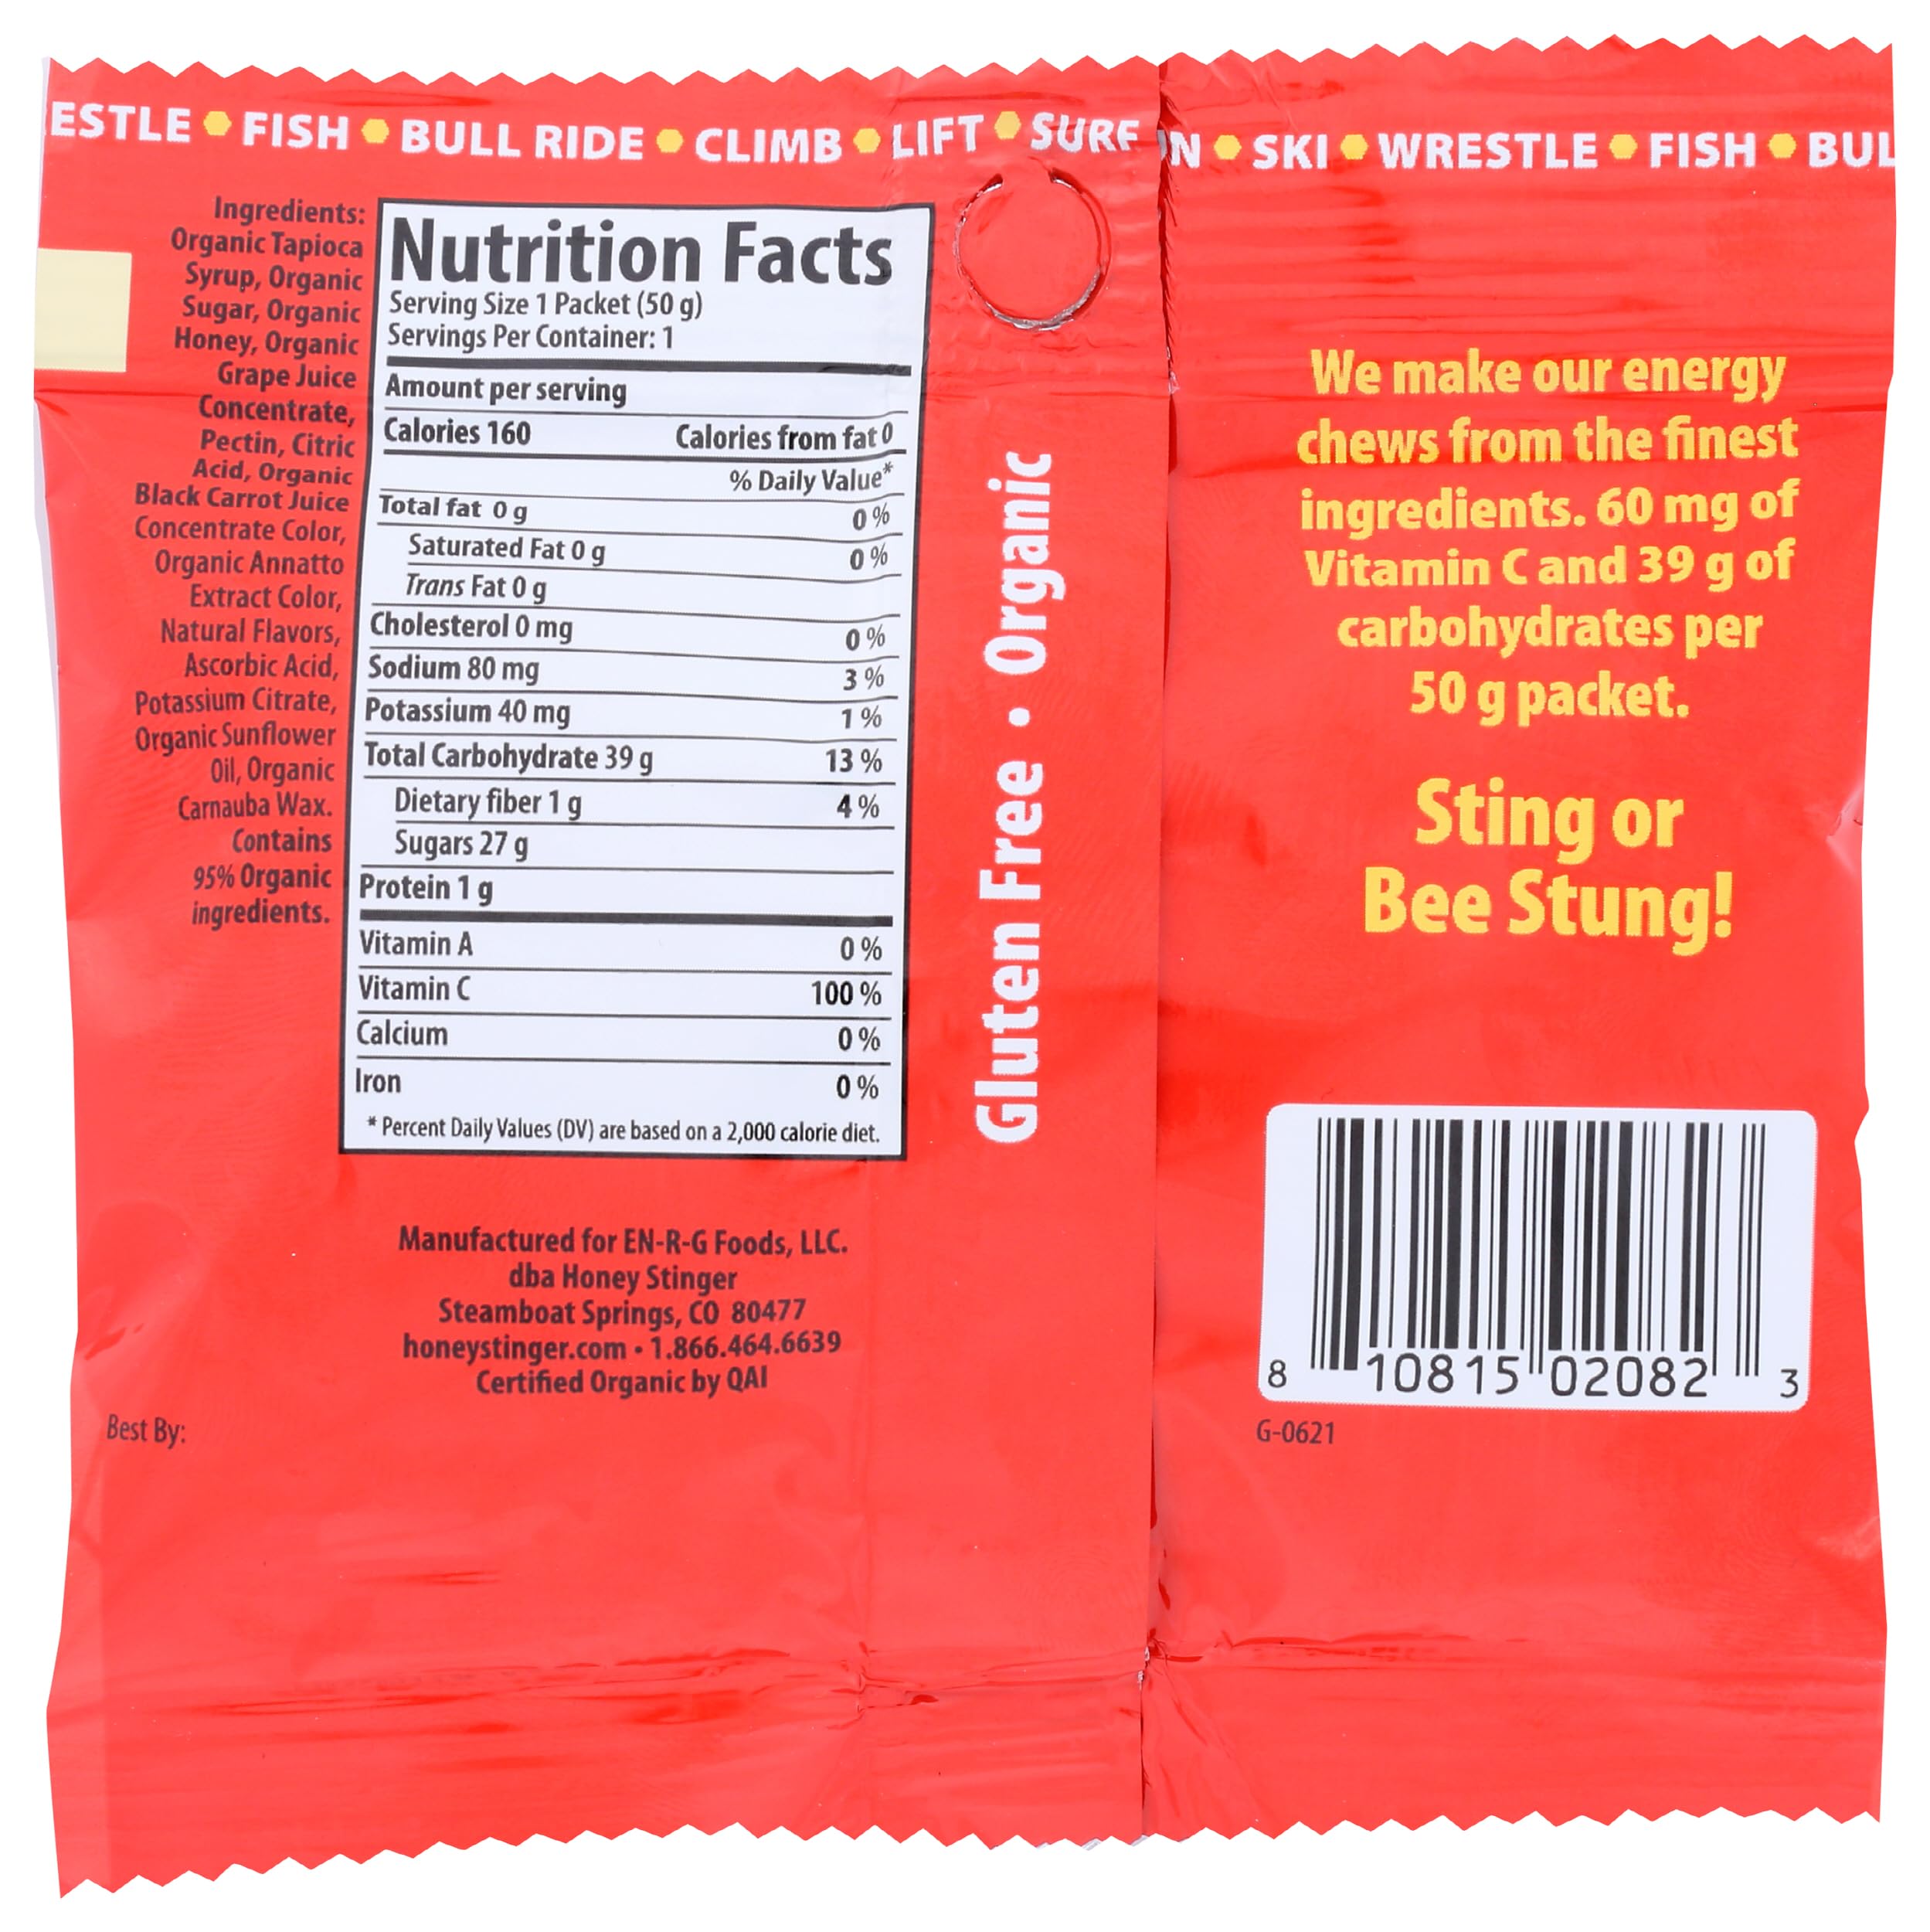 ESTLE • FISH • BULL RIDE • CLIMB • LIFT • SURF
N • SKI • WRESTLE • FISH • BUL
Ingredients:
Organic Tapioca
Syrup, Organic
Sugar, Organic
Honey, Organic
Grape Juice
Concentrate,
Pectin, Citric
Acid, Organic
Black Carrot Juice
Concentrate Color,
Organic Annatto
Extract Color,
Natural Flavors,
Ascorbic Acid,
Potassium Citrate,
Organic Sunflower
Oil, Organic
Carnauba Wax.
Contains
95% Organic
ingredients.
Nutrition Facts
Serving Size 1 Packet (50 g)
Servings Per Container: 1
Amount per serving
Calories 160 Calories from fat 0
% Daily Value*
Total fat 0 g 0 %
Saturated Fat 0 g 0 %
Trans Fat 0 g
Cholesterol 0 mg 0 %
Sodium 80 mg 3 %
Potassium 40 mg 1 %
Total Carbohydrate 39 g 13 %
Dietary fiber 1 g 4 %
Sugars 27 g
Protein 1 g
Vitamin A 0 %
Vitamin C 100 %
Calcium 0 %
Iron 0 %
* Percent Daily Values (DV) are based on a 2,000 calorie diet.
Manufactured for EN-R-G Foods, LLC.
dba Honey Stinger
Steamboat Springs, CO 80477
honeystinger.com • 1.866.464.6639
Certified Organic by QAI
Best By:
Gluten Free • Organic
We make our energy
chews from the finest
ingredients. 60 mg of
Vitamin C and 39 g of
carbohydrates per
50 g packet.
Sting or
Bee Stung!
8 10815 02082 3
G-0621